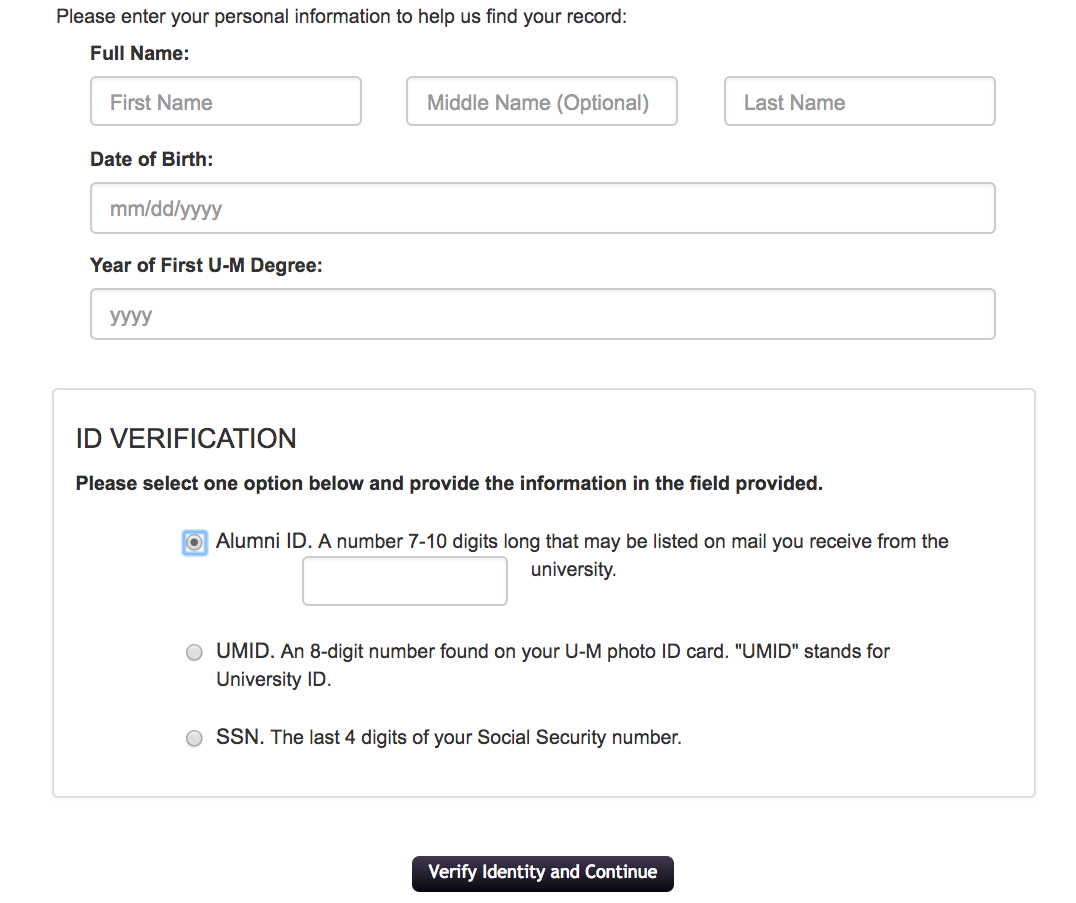 Please enter your personal information to help us find your record:
Full Name:
First Name Middle Name (Optional) Last Name
Date of Birth:
mm/dd/yyyy
Year of First U-M Degree:
yyyy
ID VERIFICATION
Please select one option below and provide the information in the field provided.
Alumni ID. A number 7-10 digits long that may be listed on mail you receive from the
university.
UMID. An 8-digit number found on your U-M photo ID card. "UMID" stands for
University ID.
SSN. The last 4 digits of your Social Security number.
Verify Identity and Continue